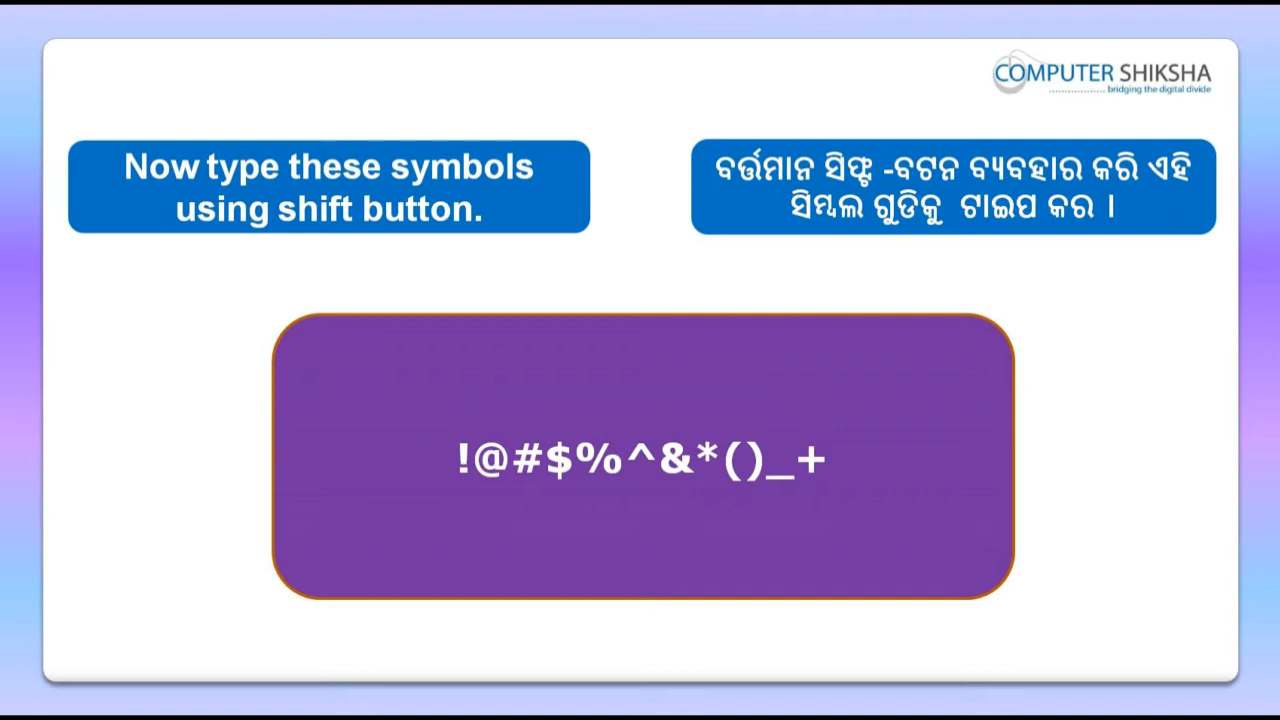 COMPUTER SHIKSHA
bridging the digital divide
Now type these symbols
using shift button.
ବର୍ତ୍ତମାନ ସିଫ୍ଟ -ବଟନ ବ୍ୟବହାର କରି ଏହି
ସିମ୍ବଲ ଗୁଡିକୁ ଟାଇପ କର ।
!@#$%^&*()_+